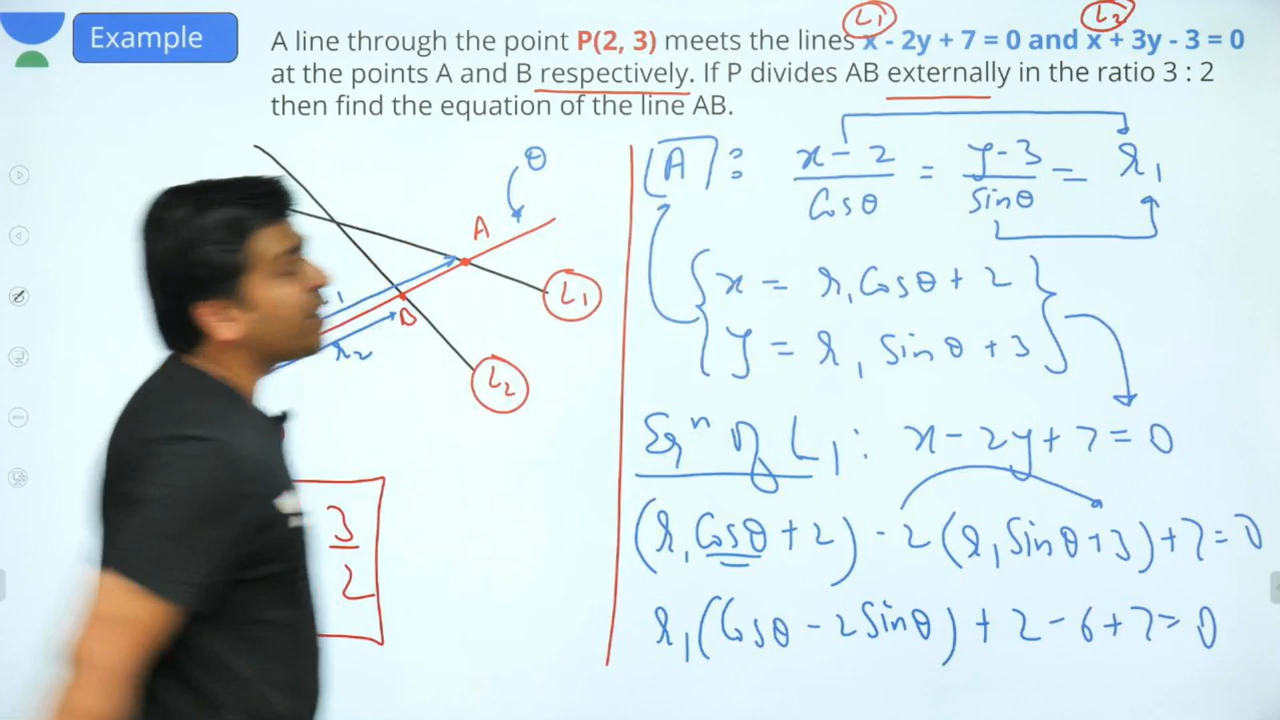 Example
A line through the point P(2, 3) meets the lines x - 2y + 7 = 0 and x + 3y - 3 = 0
at the points A and B respectively. If P divides AB externally in the ratio 3 : 2
then find the equation of the line AB.
L1
L2
θ
A
B
r2
L1
L2
3/2
(A) : (x - 2)/Cosθ = (y - 3)/Sinθ = r1
x = r1 Cosθ + 2
y = r1 Sinθ + 3
Eqn of L1 : x - 2y + 7 = 0
(r1 Cosθ + 2) - 2(r1 Sinθ + 3) + 7 = 0
r1(Cosθ - 2Sinθ) + 2 - 6 + 7 = 0